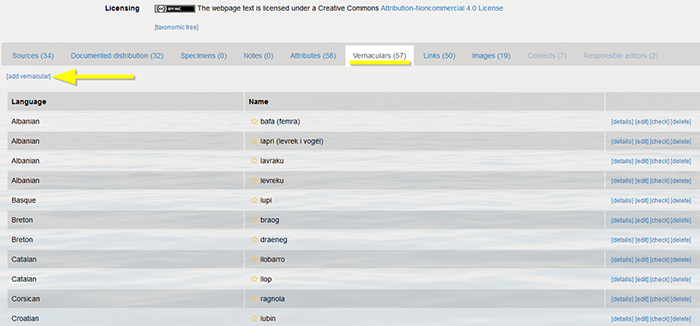 Licensing BY-NC The webpage text is licensed under a Creative Commons Attribution-Noncommercial 4.0 License
[taxonomic tree]
Sources (34) Documented distribution (32) Specimens (0) Notes (0) Attributes (58) Vernaculars (57) Links (50) Images (19) Contexts (7) Responsible editors (2)
[add vernacular]
Language Name
Albanian bafa (femra) [details] [edit] [check] [delete]
Albanian lapri (levrek i vogël) [details] [edit] [check] [delete]
Albanian lavraku [details] [edit] [check] [delete]
Albanian levreku [details] [edit] [check] [delete]
Basque lupi [details] [edit] [check] [delete]
Breton braog [details] [edit] [check] [delete]
Breton draeneg [details] [edit] [check] [delete]
Catalan llobarro [details] [edit] [check] [delete]
Catalan llop [details] [edit] [check] [delete]
Corsican ragnola [details] [edit] [check] [delete]
Croatian lubin [details] [edit] [check] [delete]